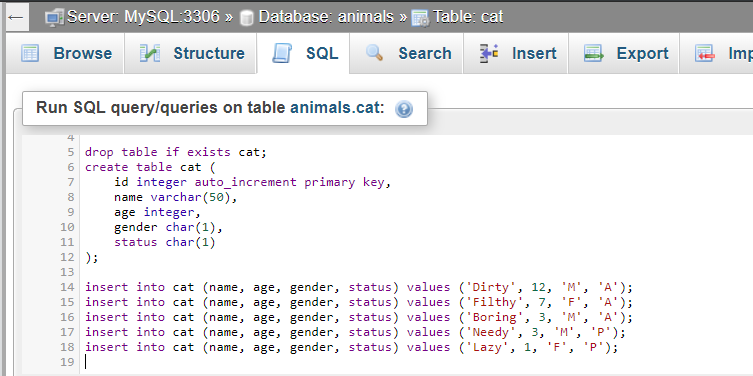 Server: MySQL:3306 » Database: animals » Table: cat
Browse Structure SQL Search Insert Export Imp
Run SQL query/queries on table animals.cat:
4
5 drop table if exists cat;
6 create table cat (
7     id integer auto_increment primary key,
8     name varchar(50),
9     age integer,
10     gender char(1),
11     status char(1)
12 );
13
14 insert into cat (name, age, gender, status) values ('Dirty', 12, 'M', 'A');
15 insert into cat (name, age, gender, status) values ('Filthy', 7, 'F', 'A');
16 insert into cat (name, age, gender, status) values ('Boring', 3, 'M', 'A');
17 insert into cat (name, age, gender, status) values ('Needy', 3, 'M', 'P');
18 insert into cat (name, age, gender, status) values ('Lazy', 1, 'F', 'P');
19